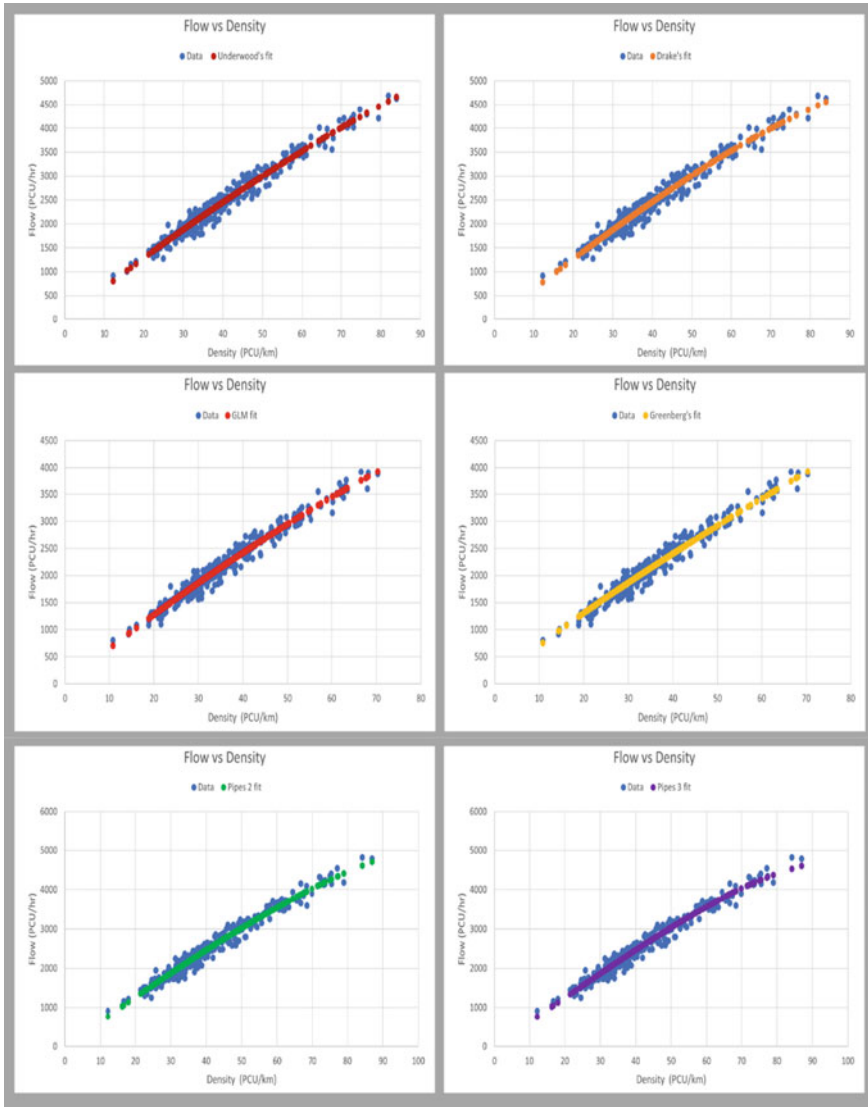 Flow vs Density
Data Underwood's fit
5000
4500
4000
3500
3000
2500
2000
1500
1000
500
0
Flow (PCU/hr)
0 10 20 30 40 50 60 70 80 90
Density (PCU/km)
Flow vs Density
Data Drake's fit
5000
4500
4000
3500
3000
2500
2000
1500
1000
500
0
Flow (PCU/hr)
0 10 20 30 40 50 60 70 80 90
Density (PCU/km)
Flow vs Density
Data GLM fit
4500
4000
3500
3000
2500
2000
1500
1000
500
0
Flow (PCU/hr)
0 10 20 30 40 50 60 70 80
Density (PCU/km)
Flow vs Density
Data Greenberg's fit
4500
4000
3500
3000
2500
2000
1500
1000
500
0
Flow (PCU/hr)
0 10 20 30 40 50 60 70 80
Density (PCU/km)
Flow vs Density
Data Pipes 2 fit
6000
5000
4000
3000
2000
1000
0
Flow (PCU/hr)
0 10 20 30 40 50 60 70 80 90 100
Density (PCU/km)
Flow vs Density
Data Pipes 3 fit
6000
5000
4000
3000
2000
1000
0
Flow (PCU/hr)
0 10 20 30 40 50 60 70 80 90 100
Density (PCU/km)